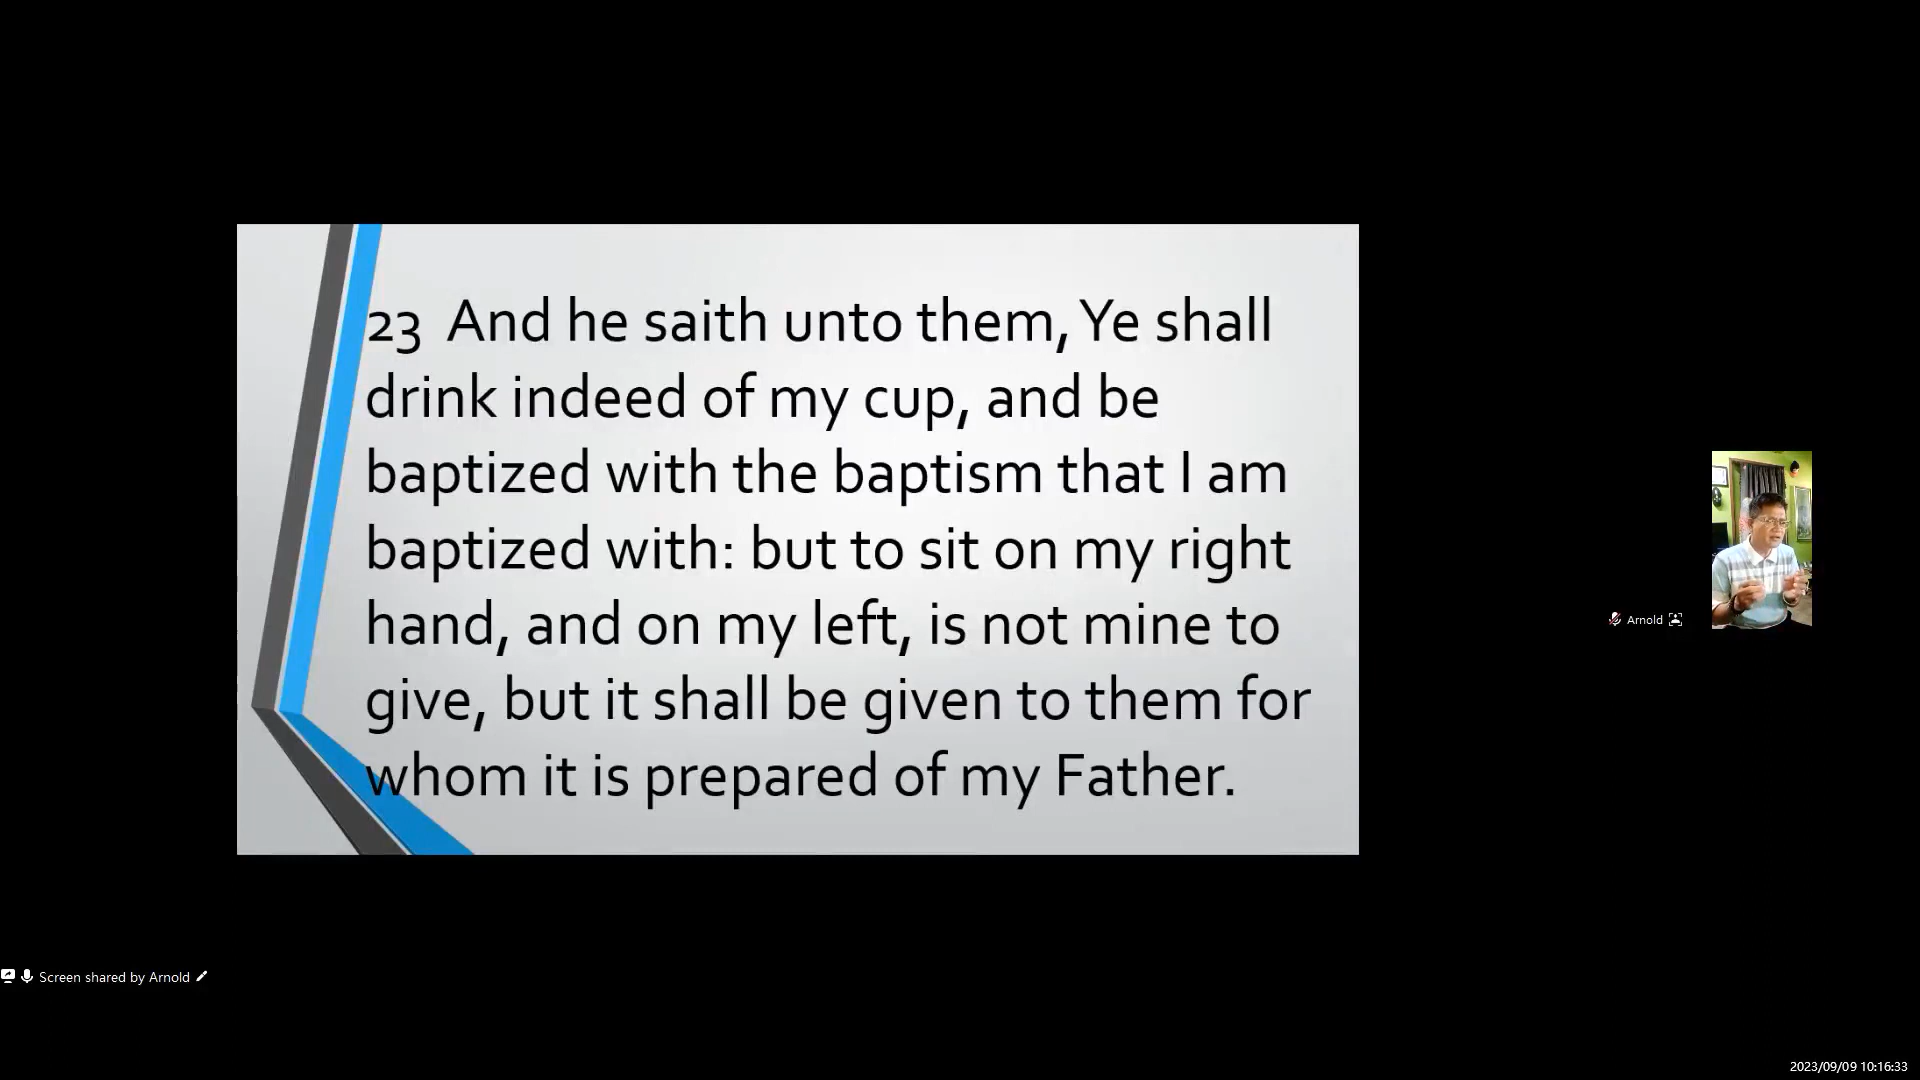 23 And he saith unto them, Ye shall
drink indeed of my cup, and be
baptized with the baptism that I am
baptized with: but to sit on my right
hand, and on my left, is not mine to
give, but it shall be given to them for
whom it is prepared of my Father.
Arnold
Screen shared by Arnold
2023/09/09 10:16:33